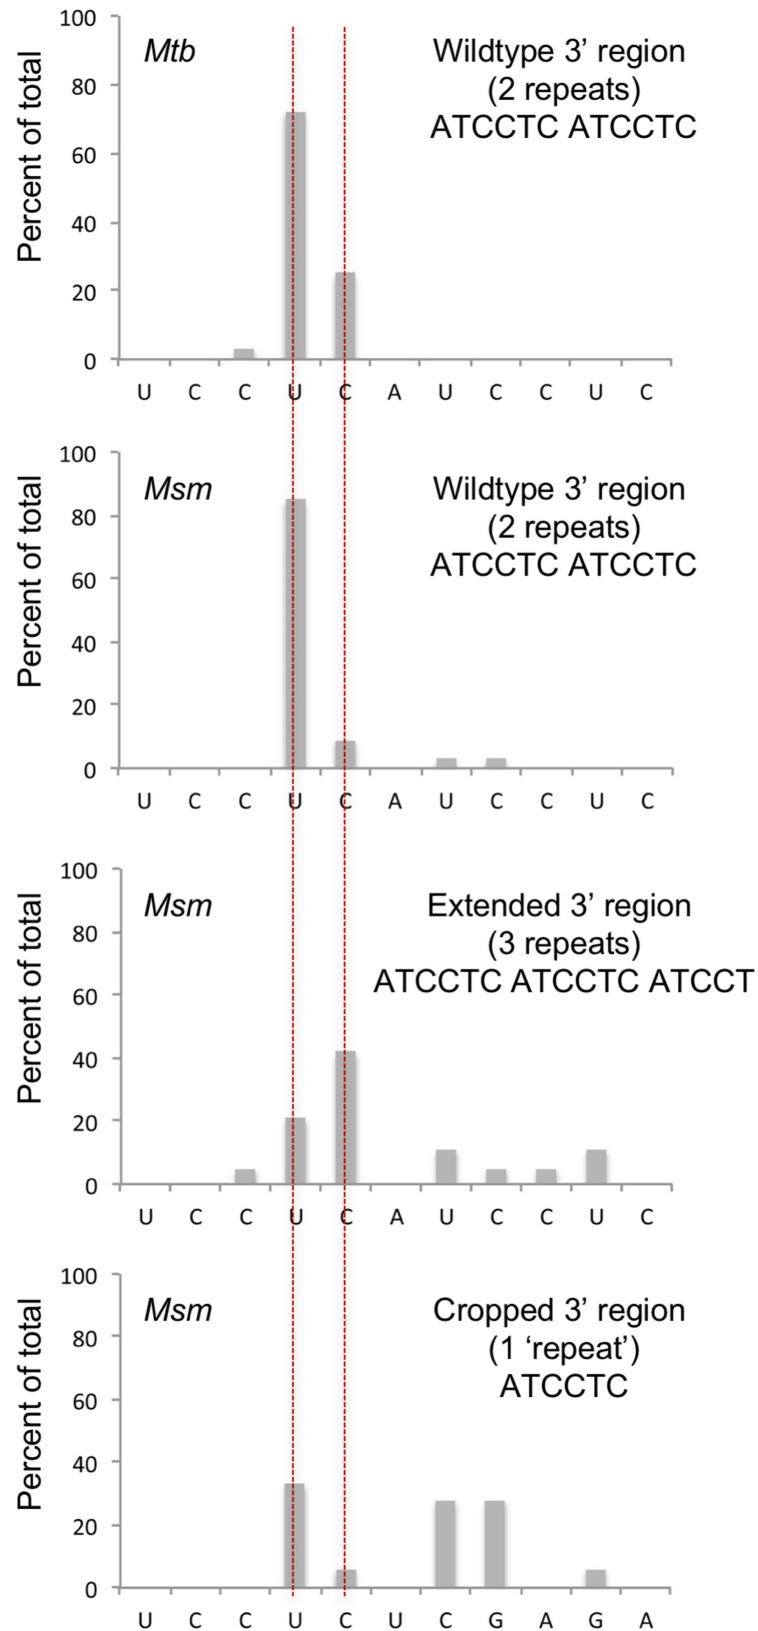 Mtb
Wildtype 3’ region
(2 repeats)
ATCCTC ATCCTC
Percent of total
100
80
60
40
20
0
U C C U C A U C C U C
Msm
Wildtype 3’ region
(2 repeats)
ATCCTC ATCCTC
Percent of total
100
80
60
40
20
0
U C C U C A U C C U C
Msm
Extended 3’ region
(3 repeats)
ATCCTC ATCCTC ATCCT
Percent of total
100
80
60
40
20
0
U C C U C A U C C U C
Msm
Cropped 3’ region
(1 ‘repeat’)
ATCCTC
Percent of total
100
80
60
40
20
0
U C C U C U C G A G A